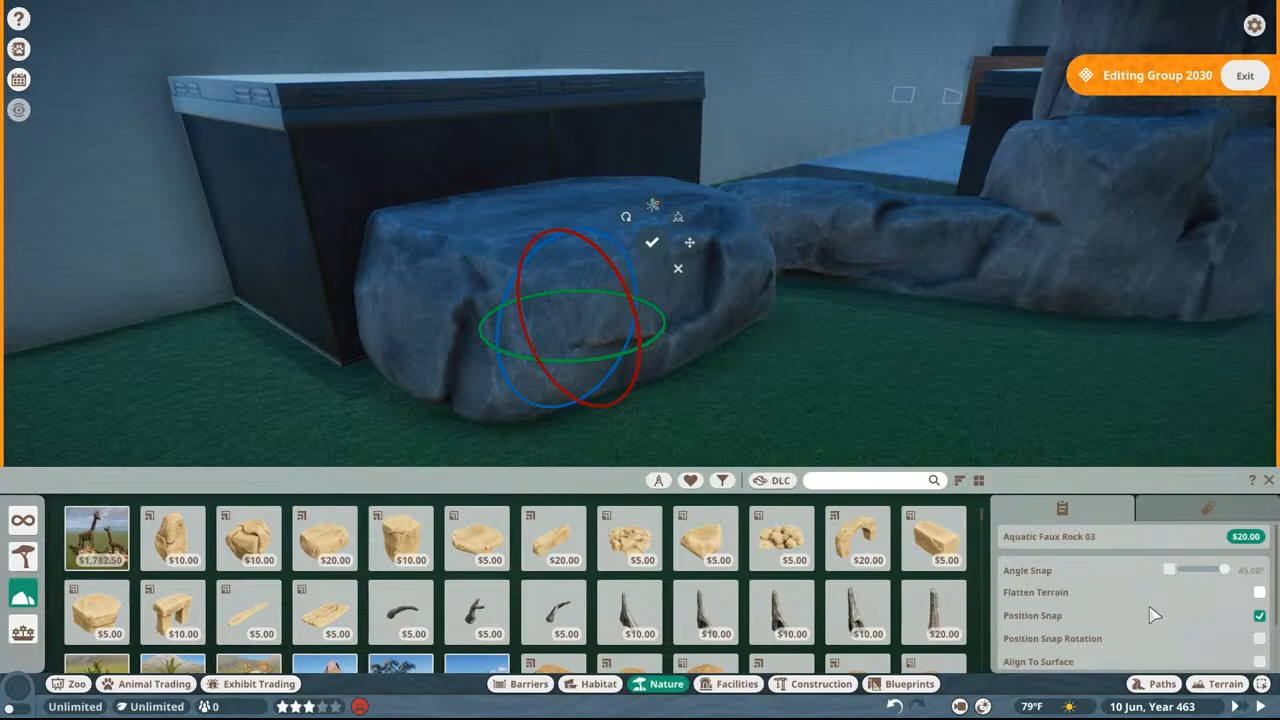 Editing Group 2030 Exit
DLC
$1,782.50 $10.00 $10.00 $20.00 $10.00 $5.00 $20.00 $5.00 $5.00 $5.00 $20.00 $5.00
$5.00 $10.00 $5.00 $5.00 $5.00 $5.00 $5.00 $10.00 $10.00 $10.00 $10.00 $20.00
Aquatic Faux Rock 03 $20.00
Angle Snap 45.00°
Flatten Terrain
Position Snap
Position Snap Rotation
Align To Surface
Zoo Animal Trading Exhibit Trading Barriers Habitat Nature Facilities Construction Blueprints Paths Terrain
Unlimited Unlimited 0 79°F 10 Jun, Year 463